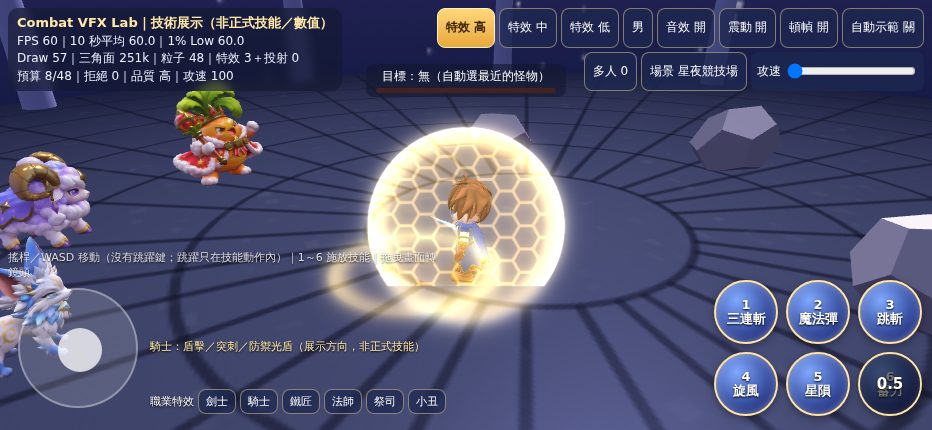 Combat VFX Lab｜技術展示（非正式技能／數值）
FPS 60｜10 秒平均 60.0｜1% Low 60.0
Draw 57｜三角面 251k｜粒子 48｜特效 3＋投射 0
預算 8/48｜拒絕 0｜品質 高｜攻速 100
特效 高
特效 中
特效 低
男
音效 開
震動 開
頓幀 開
自動示範 關
目標：無（自動選最近的怪物）
多人 0
場景 星夜競技場
攻速
搖桿／WASD 移動（沒有跳躍鍵；跳躍只在技能動作內）｜1~6 施放技能｜拖曳畫面轉
鏡頭
1
三連斬
2
魔法彈
3
跳斬
騎士：盾擊／突刺／防禦光盾（展示方向，非正式技能）
4
旋風
5
星隕
0.5
職業特效
劍士
騎士
鐵匠
法師
祭司
小丑